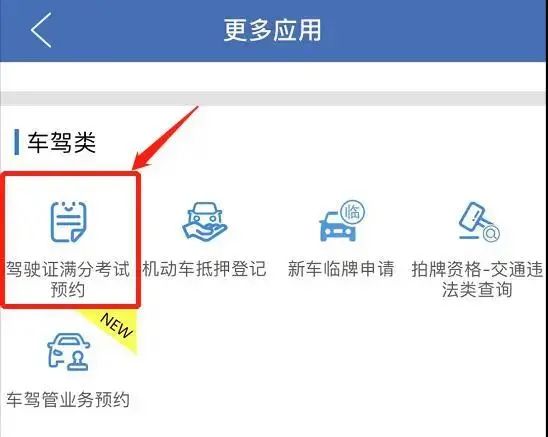 更多应用
车驾类
临
驾驶证满分考试
预约
机动车抵押登记
新车临牌申请
拍牌资格-交通违
法类查询
NEW
车驾管业务预约